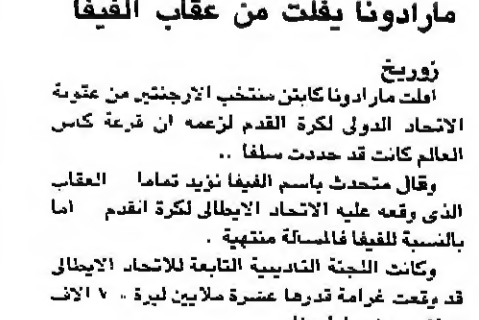 مارادونا يفلت من عقاب الفيفا
زوريخ
افلت مارادونا كابتن منتخب الارجنتين من عقوبة
الاتحاد الدولى لكرة القدم لزعمه ان قرعة كاس
العالم كانت قد حددت سلفا ..
وقال متحدث باسم الفيفا نؤيد تماما العقاب
الذى وقعه عليه الاتحاد الايطالى لكرة القدم اما
بالنسبة للفيفا فالمسالة منتهية .
وكانت اللجنة التاديبية التابعة للاتحاد الايطالى
قد وقعت غرامة قدرها عشرة ملايين ليرة .. ٧ الاف